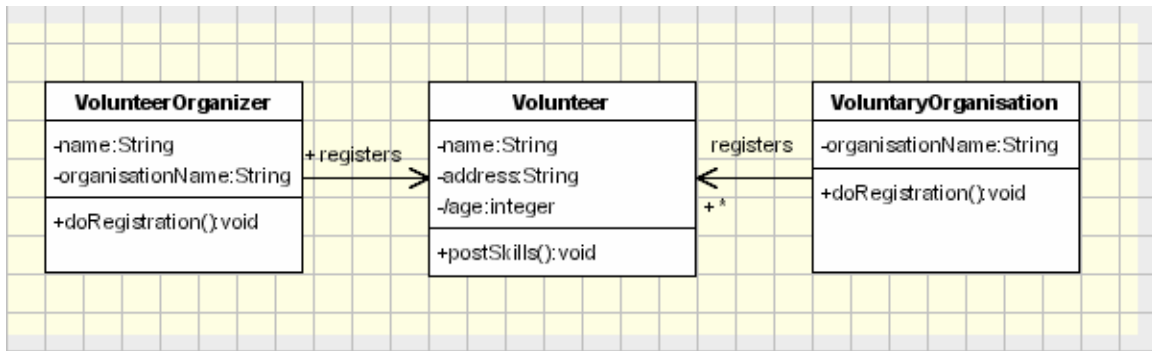 VolunteerOrganizer
-name:String
-organisationName:String
+doRegistration():void
+ registers
Volunteer
-name:String
-address:String
-/age:integer
+postSkills():void
registers
+ *
VoluntaryOrganisation
-organisationName:String
+doRegistration():void